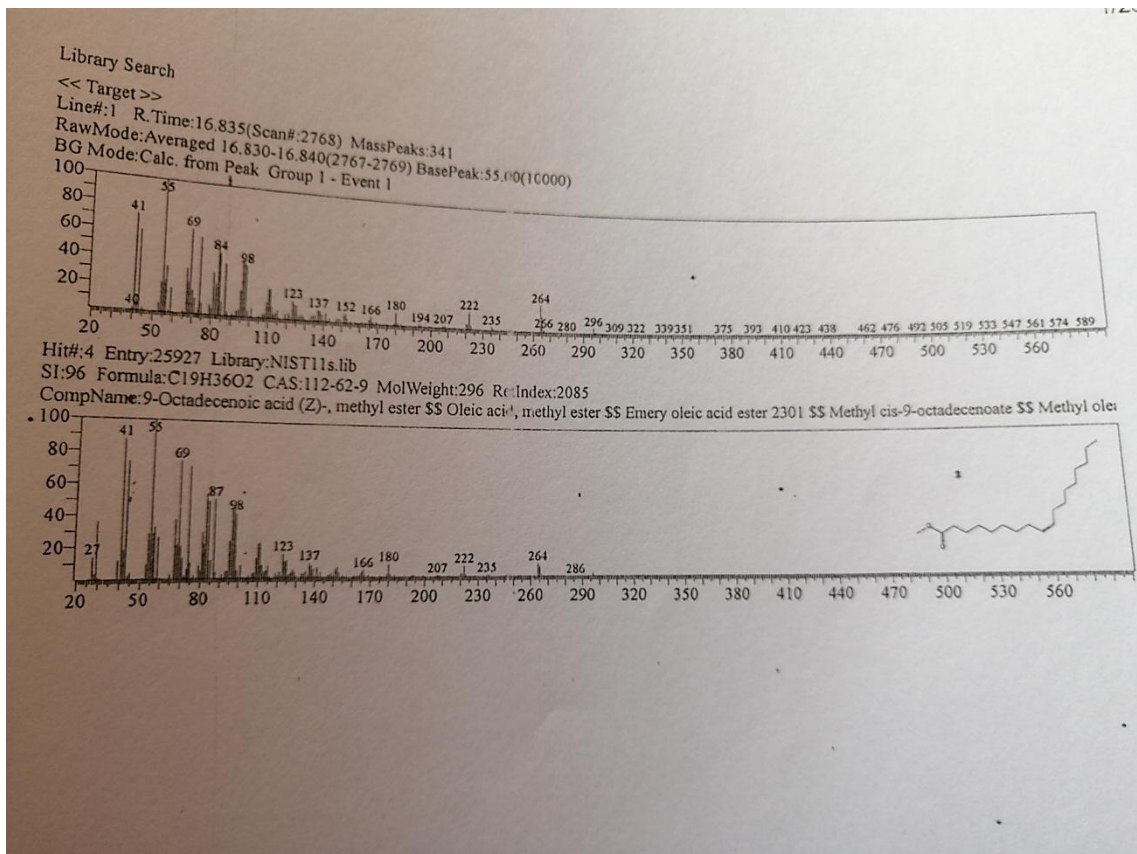 Library Search
<< Target >>
Line#:1 R.Time:16.835(Scan#:2768) MassPeaks:341
RawMode:Averaged 16.830-16.840(2767-2769) BasePeak:55.00(10000)
BG Mode:Calc. from Peak Group 1 - Event 1
100
80
60
40
20
40 41 55 69 84 98 123 137 152 166 180 194 207 222 235 264 266 280 296 309 322 339 351 375 393 410 423 438 462 476 492 505 519 533 547 561 574 589
20 50 80 110 140 170 200 230 260 290 320 350 380 410 440 470 500 530 560
Hit#:4 Entry:25927 Library:NIST11s.lib
SI:96 Formula:C19H36O2 CAS:112-62-9 MolWeight:296 RetIndex:2085
CompName:9-Octadecenoic acid (Z)-, methyl ester $$ Oleic acid, methyl ester $$ Emery oleic acid ester 2301 $$ Methyl cis-9-octadecenoate $$ Methyl
100
80
60
40
20
27 41 55 69 87 98 123 137 166 180 207 222 235 264 286
20 50 80 110 140 170 200 230 260 290 320 350 380 410 440 470 500 530 560